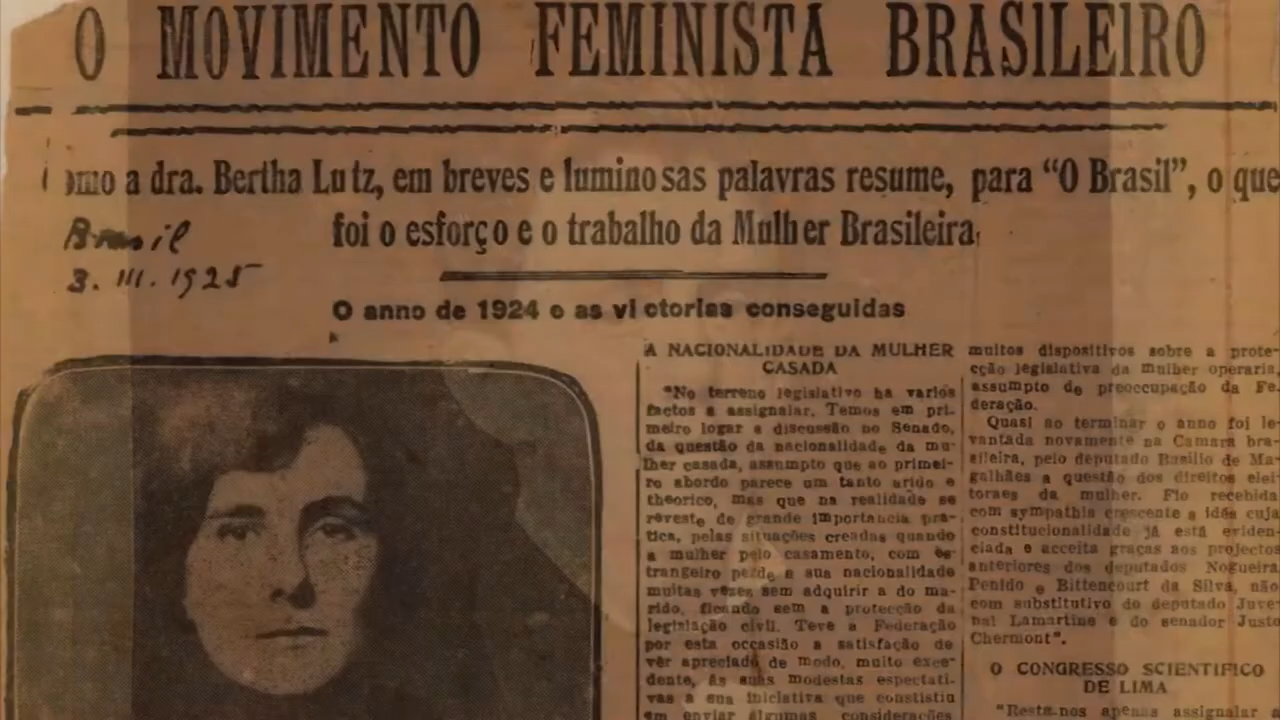 O MOVIMENTO FEMINISTA BRASILEIRO
omo a dra. Bertha Lutz, em breves e luminosas palavras resume, para "O Brasil", o que
foi o esforço e o trabalho da Mulher Brasileira
Brasil
3. III. 1925
O anno de 1924 e as victorias conseguidas
A NACIONALIDADE DA MULHER
CASADA
"No terreno legislativo ha varios
factos a assignalar. Temos em pri-
meiro logar a discussão no Senado,
da questão da nacionalidade da mu-
lher casada, assumpto que ao primei-
ro abordo parece um tanto arido e
theorico, mas que na realidade se
reveste de grande importancia pra-
tica, pelas situações creadas quando
a mulher pelo casamento, com es-
trangeiro perde a sua nacionalidade
muitas vezes sem adquirir a do ma-
rido, ficando sem a protecção da
legislação civil. Teve a Federação
por esta occasião a satisfação de
vêr apreciado de modo, muito exce-
dente, ás suas modestas espectati-
vas a sua iniciativa que constistiu
em enviar algumas considerações
muitos dispositivos sobre a prote-
cção legislativa da mulher operaria,
assumpto de preoccupação da Fe
deração.
Quasi ao terminar o anno foi le
vantada novamente na Camara bra-
sileira, pelo deputado Basilio de Ma-
galhães a questão dos direitos elei
toraes da mulher. Fio recebida
com sympathia crescente a idéa cuja
constitucionalidade já está eviden-
ciada e acceita graças aos projectos
anteriores dos deputados Nogueira
Penido e Bittencourt da Silva, não
com substitutivo do deputado Juve
nal Lamartine e do senador Justo
Chermont".
O CONGRESSO SCIENTIFICO
DE LIMA
"Resta-nos apenas assignalar a